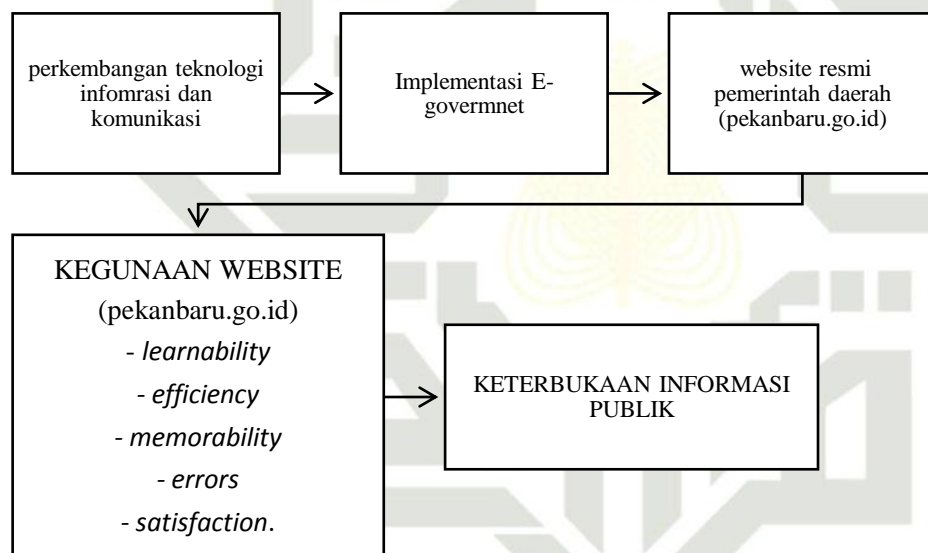 perkembangan teknologi
infomrasi dan
komunikasi
Implementasi E-
govermnet
website resmi
pemerintah daerah
(pekanbaru.go.id)
KEGUNAAN WEBSITE
(pekanbaru.go.id)
- learnability
- efficiency
- memorability
- errors
- satisfaction.
KETERBUKAAN INFORMASI
PUBLIK